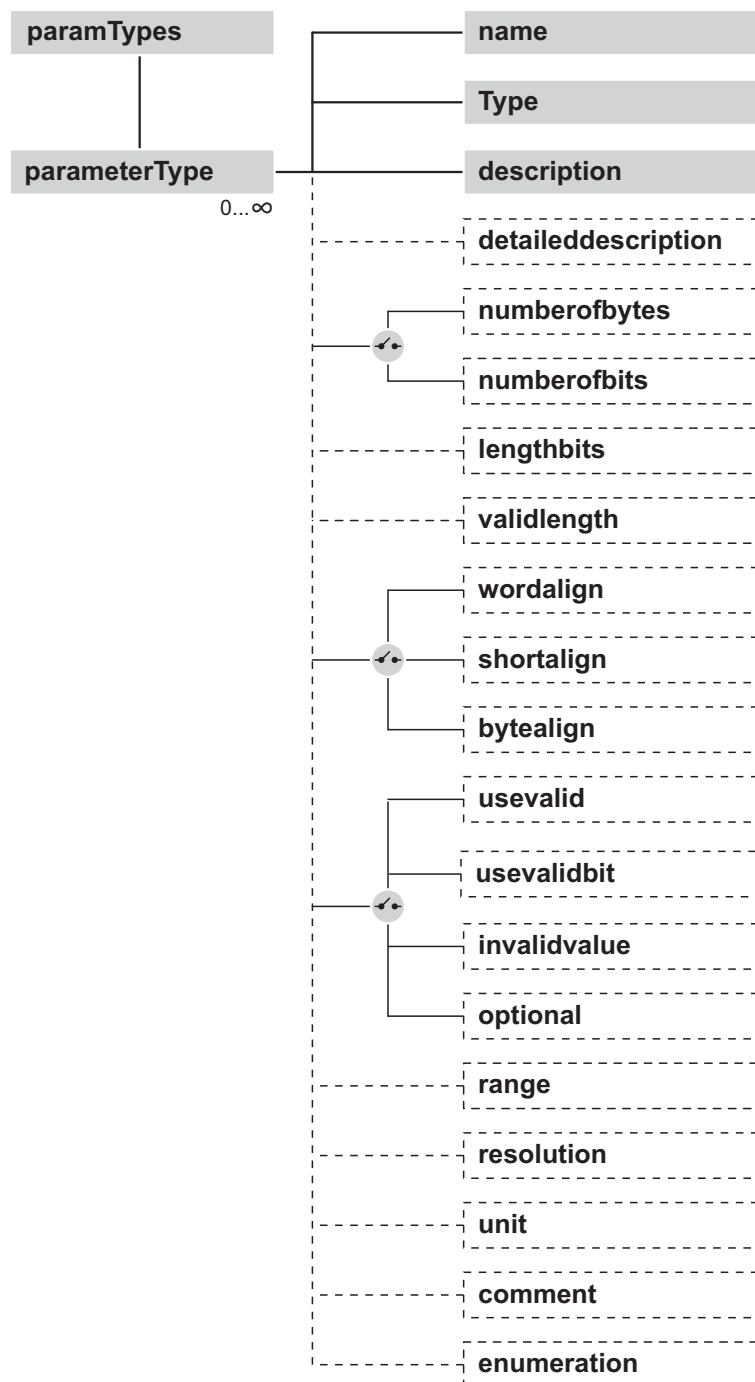 paramTypes
name
Type
parameterType
description
0...∞
detaileddescription
numberofbytes
numberofbits
lengthbits
validlength
wordalign
shortalign
bytealign
usevalid
usevalidbit
invalidvalue
optional
range
resolution
unit
comment
enumeration